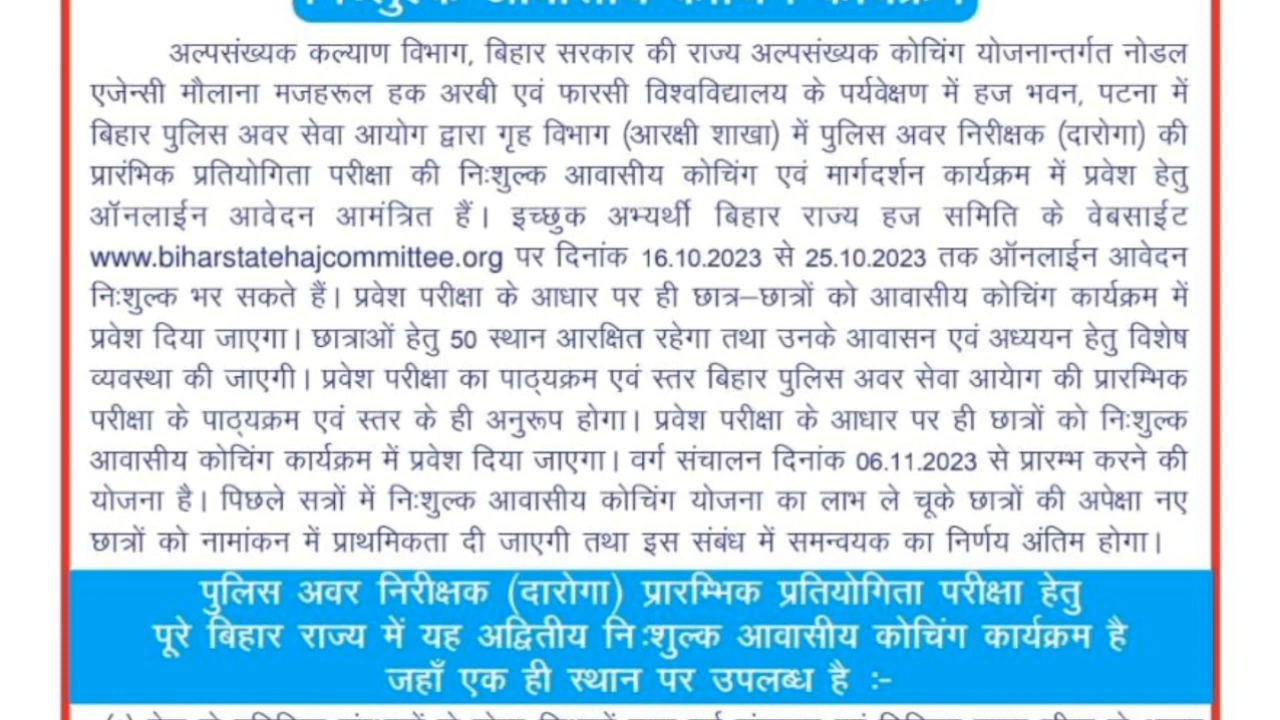 निःशुल्क आवासीय कोचिंग कार्यक्रम
अल्पसंख्यक कल्याण विभाग, बिहार सरकार की राज्य अल्पसंख्यक कोचिंग योजनान्तर्गत नोडल
एजेन्सी मौलाना मजहरूल हक अरबी एवं फारसी विश्वविद्यालय के पर्यवेक्षण में हज भवन, पटना में
बिहार पुलिस अवर सेवा आयोग द्वारा गृह विभाग (आरक्षी शाखा) में पुलिस अवर निरीक्षक (दारोगा) की
प्रारंभिक प्रतियोगिता परीक्षा की निःशुल्क आवासीय कोचिंग एवं मार्गदर्शन कार्यक्रम में प्रवेश हेतु
ऑनलाईन आवेदन आमंत्रित हैं। इच्छुक अभ्यर्थी बिहार राज्य हज समिति के वेबसाईट
www.biharstatehajcommittee.org पर दिनांक 16.10.2023 से 25.10.2023 तक ऑनलाईन आवेदन
निःशुल्क भर सकते हैं। प्रवेश परीक्षा के आधार पर ही छात्र–छात्रों को आवासीय कोचिंग कार्यक्रम में
प्रवेश दिया जाएगा। छात्राओं हेतु 50 स्थान आरक्षित रहेगा तथा उनके आवासन एवं अध्ययन हेतु विशेष
व्यवस्था की जाएगी। प्रवेश परीक्षा का पाठ्यक्रम एवं स्तर बिहार पुलिस अवर सेवा आयेाग की प्रारम्भिक
परीक्षा के पाठ्यक्रम एवं स्तर के ही अनुरूप होगा। प्रवेश परीक्षा के आधार पर ही छात्रों को निःशुल्क
आवासीय कोचिंग कार्यक्रम में प्रवेश दिया जाएगा। वर्ग संचालन दिनांक 06.11.2023 से प्रारम्भ करने की
योजना है। पिछले सत्रों में निःशुल्क आवासीय कोचिंग योजना का लाभ ले चूके छात्रों की अपेक्षा नए
छात्रों को नामांकन में प्राथमिकता दी जाएगी तथा इस संबंध में समन्वयक का निर्णय अंतिम होगा।
पुलिस अवर निरीक्षक (दारोगा) प्रारम्भिक प्रतियोगिता परीक्षा हेतु
पूरे बिहार राज्य में यह अद्वितीय नि:शुल्क आवासीय कोचिंग कार्यक्रम है
जहाँ एक ही स्थान पर उपलब्ध है :-